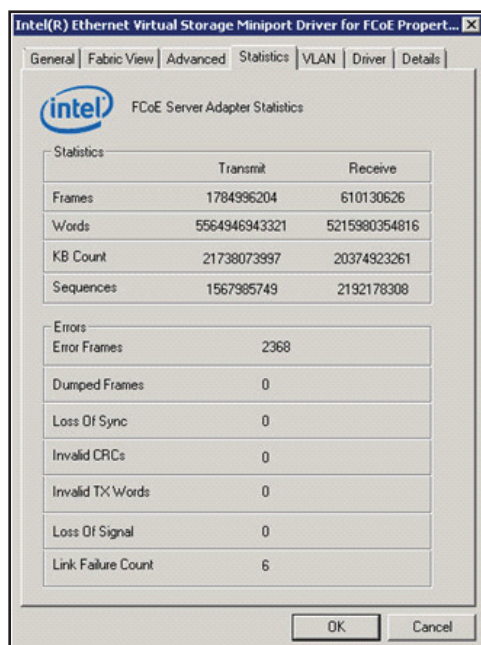 Intel(R) Ethernet Virtual Storage Miniport Driver for FCoE Propert...
General Fabric View Advanced Statistics VLAN Driver Details
intel FCoE Server Adapter Statistics
Statistics
Transmit Receive
Frames 1784996204 610130626
Words 5564946943321 5215980354816
KB Count 21738073997 20374923261
Sequences 1567985749 2192178308
Errors
Error Frames 2368
Dumped Frames 0
Loss Of Sync 0
Invalid CRCs 0
Invalid TX Words 0
Loss Of Signal 0
Link Failure Count 6
OK Cancel